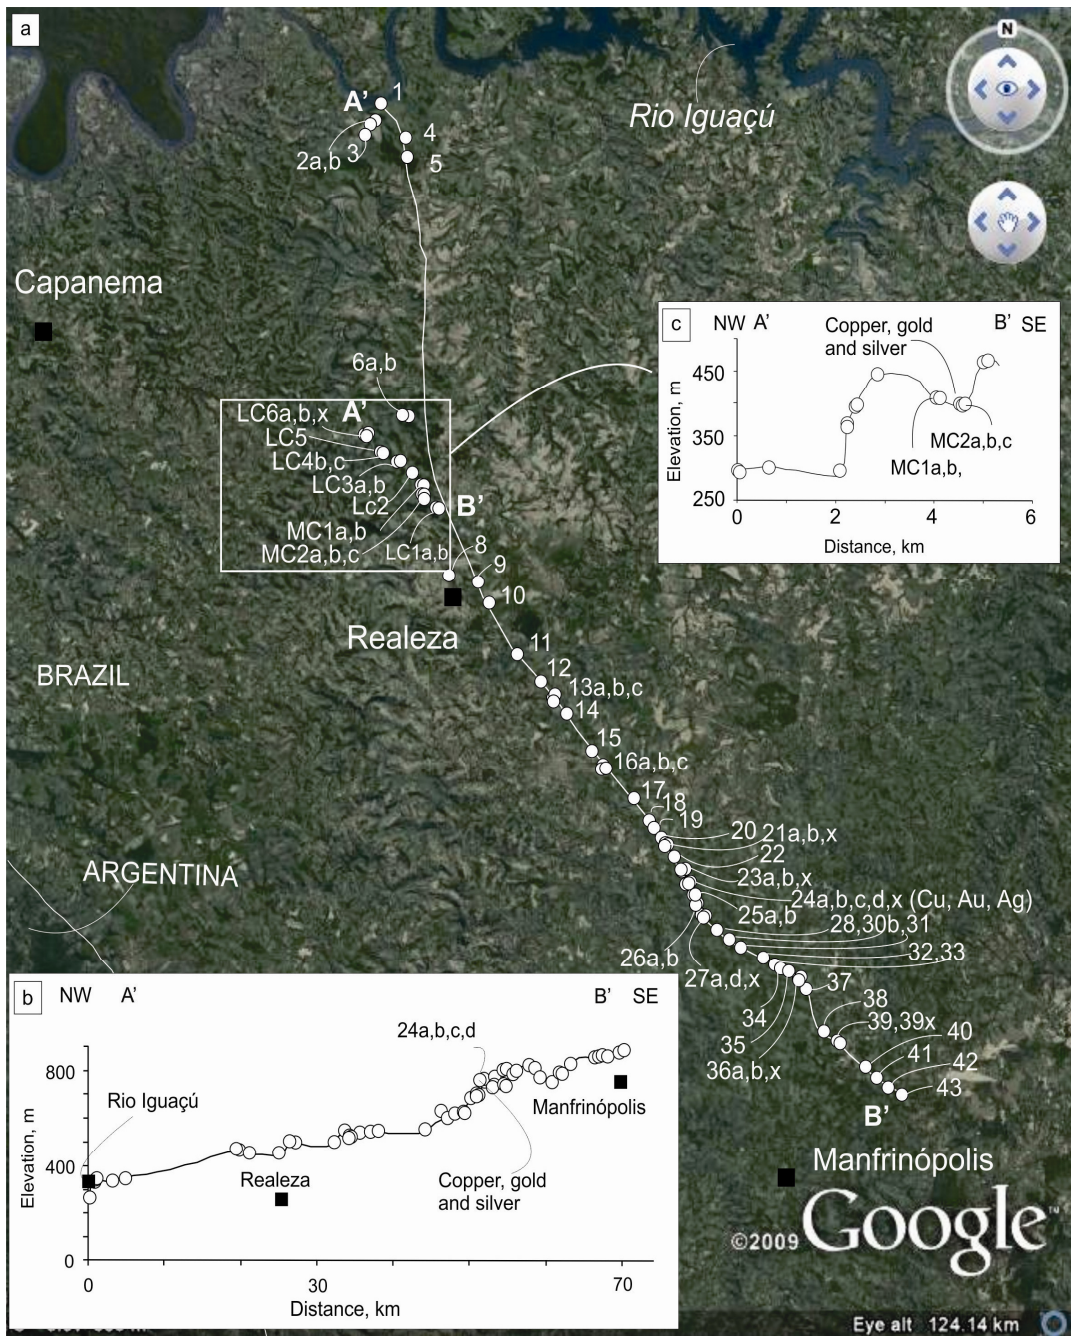 a
N
A' 1
Rio Iguaçú
2a,b 3
4
5
Capanema
c NW A' B' SE
Copper, gold
and silver
450
350
250
Elevation, m
MC2a,b,c
MC1a,b,
0 2 4 6
Distance, km
6a,b
LC6a,b,x A'
LC5
LC4b,c
LC3a,b
Lc2
MC1a,b
MC2a,b,c
LC1a,b
B'
8
9
10
Realeza
11
12
13a,b,c
14
15
16a,b,c
17
18
19
20
21a,b,x
22
23a,b,x
24a,b,c,d,x (Cu, Au, Ag)
25a,b
28,30b,31
32,33
26a,b
27a,d,x
34
35
36a,b,x
37
38
39,39x
40
41
42
43
B'
BRAZIL
ARGENTINA
b NW A' B' SE
24a,b,c,d
800
400
0
Elevation, m
Rio Iguaçú
Realeza
Copper, gold
and silver
Manfrinópolis
0 30 70
Distance, km
Manfrinópolis
©2009 Google™
Eye alt 124.14 km